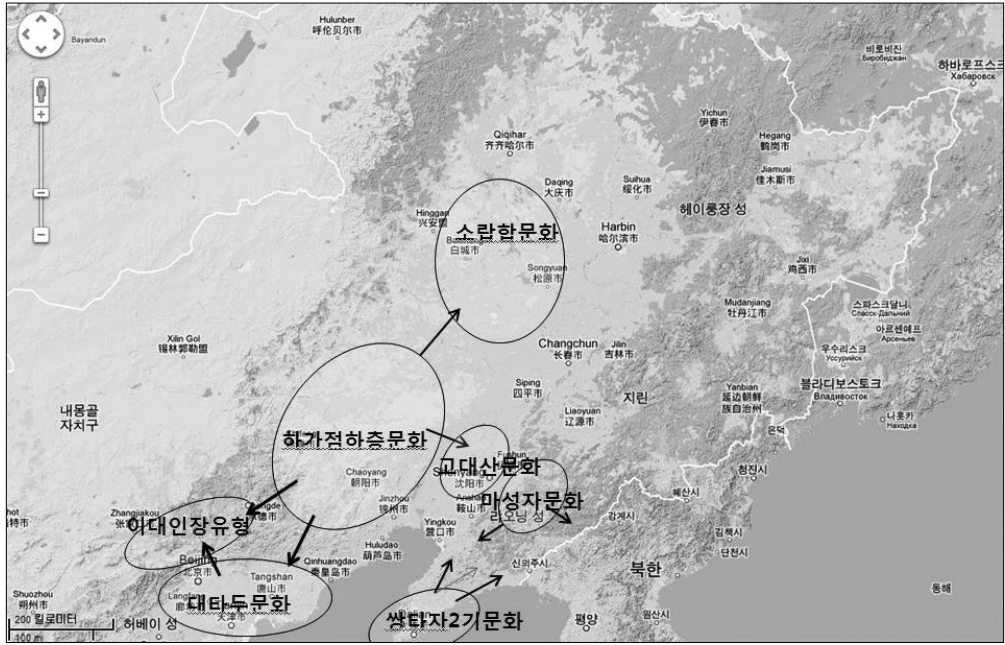 Hulunber
呼伦贝尔市
Bayandun
비로비잔
Биробиджан
하바로프스크
Хабаровск
Yichun
伊春市
Hegang
鹤岗市
Qiqihar
齐齐哈尔市
Jiamusi
佳木斯市
Daqing
大庆市
Suihua
绥化市
헤이룽장 성
Hinggan
兴安盟
소랍합문화
白城市
Harbin
哈尔滨市
Songyuan
松原市
Jixi
鸡西市
Mudanjiang
牡丹江市
스파스크달니
Спасск-Дальний
아르센예프
Арсеньев
Xilin Gol
锡林郭勒盟
Changchun
长春市
Jilin
吉林市
우수리스크
Уссурийск
Siping
四平市
Yanbian
延边朝鲜
族自治州
블라디보스토크
Владивосток
지린
Liaoyuan
辽源市
나홋카
Находка
내몽골
자치구
은덕
하가점하층문화
고대산문화
沈阳市
Chaoyang
朝阳市
청진시
마성자문화
랴오닝 성
혜산시
Jinzhou
锦州市
鞍山市
강계시
이대인장유형
Zhangjiakou
Yingkou
营口市
김책시
단천시
Huludao
葫芦岛市
신의주시
북한
Beijing
北京市
Qinhuangdao
秦皇岛市
Tangshan
唐山市
Shuozhou
朔州市
대타두문화
동해
天津市
쌍타자2기문화
200 킬로미터
허베이 성
평양
원산시
100 mi